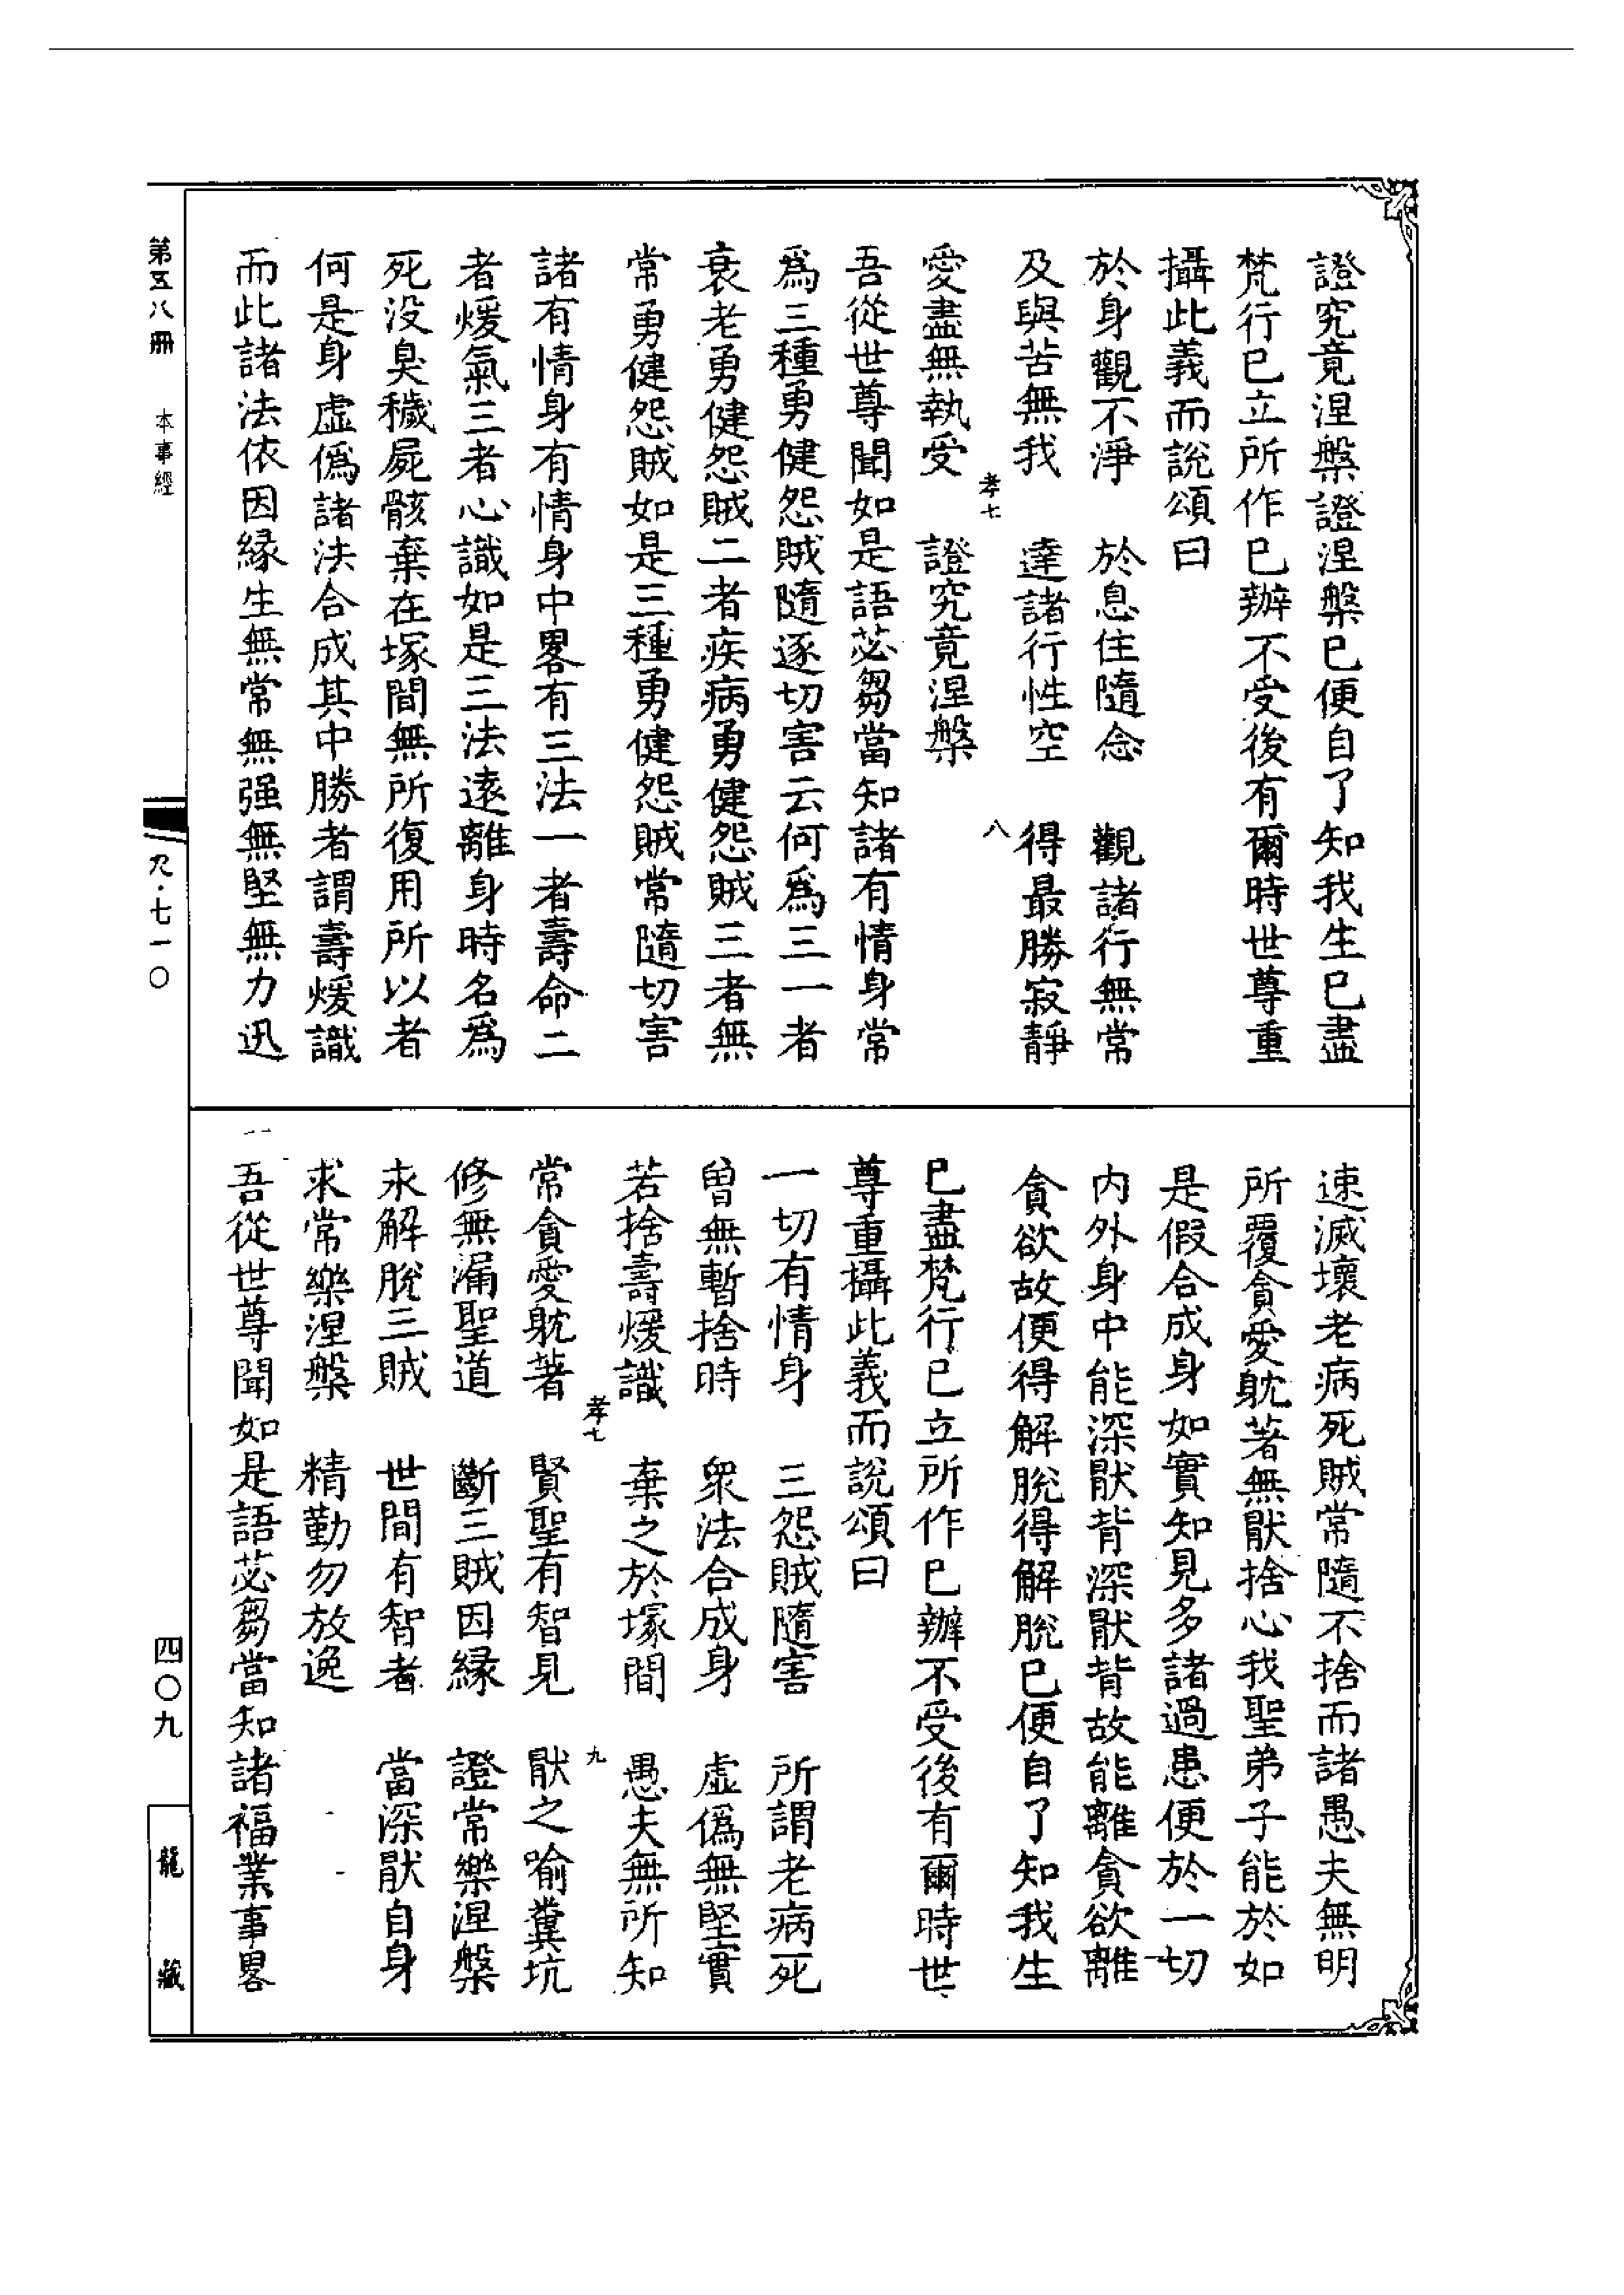 證究竟涅槃證涅槃已便自了知我生已盡
梵行已立所作已辦不受後有爾時世尊重
攝此義而說頌曰
於身觀不淨　於息住隨念　觀諸行無常
及與苦無我　達諸行性空　得最勝寂靜
孝七　八
愛盡無執受　證究竟涅槃
吾從世尊聞如是語苾芻當知諸有情身常
爲三種勇健怨賊隨逐切害云何爲三一者
衰老勇健怨賊二者疾病勇健怨賊三者無
常勇健怨賊如是三種勇健怨賊常隨切害
諸有情身有情身中畧有三法一者壽命二
者煖氣三者心識如是三法遠離身時名爲
死没臭穢屍骸棄在塚間無所復用所以者
何是身虛僞諸法合成其中勝者謂壽煖識
而此諸法依因緣生無常無强無堅無力迅
速滅壞老病死賊常隨不捨而諸愚夫無明
所覆貪愛躭著無猒捨心我聖弟子能於如
是假合成身如實知見多諸過患便於一切
内外身中能深猒背深猒背故能離貪欲離
貪欲故便得解脫得解脫已便自了知我生
已盡梵行已立所作已辦不受後有爾時世
尊重攝此義而說頌曰
一切有情身　三怨賊隨害　所謂老病死
曾無暫捨時　衆法合成身　虛僞無堅實
若捨壽煖識　棄之於塚間　愚夫無所知
孝七　九
常貪愛躭著　賢聖有智見　猒之喻糞坑
修無漏聖道　斷三賊因緣　證常樂涅槃
求解脫三賊　世間有智者　當深猒自身
求常樂涅槃　精勤勿放逸
吾從世尊聞如是語苾芻當知諸福業事畧
第五八冊　本事經
尺·七一〇
四〇九
龍藏